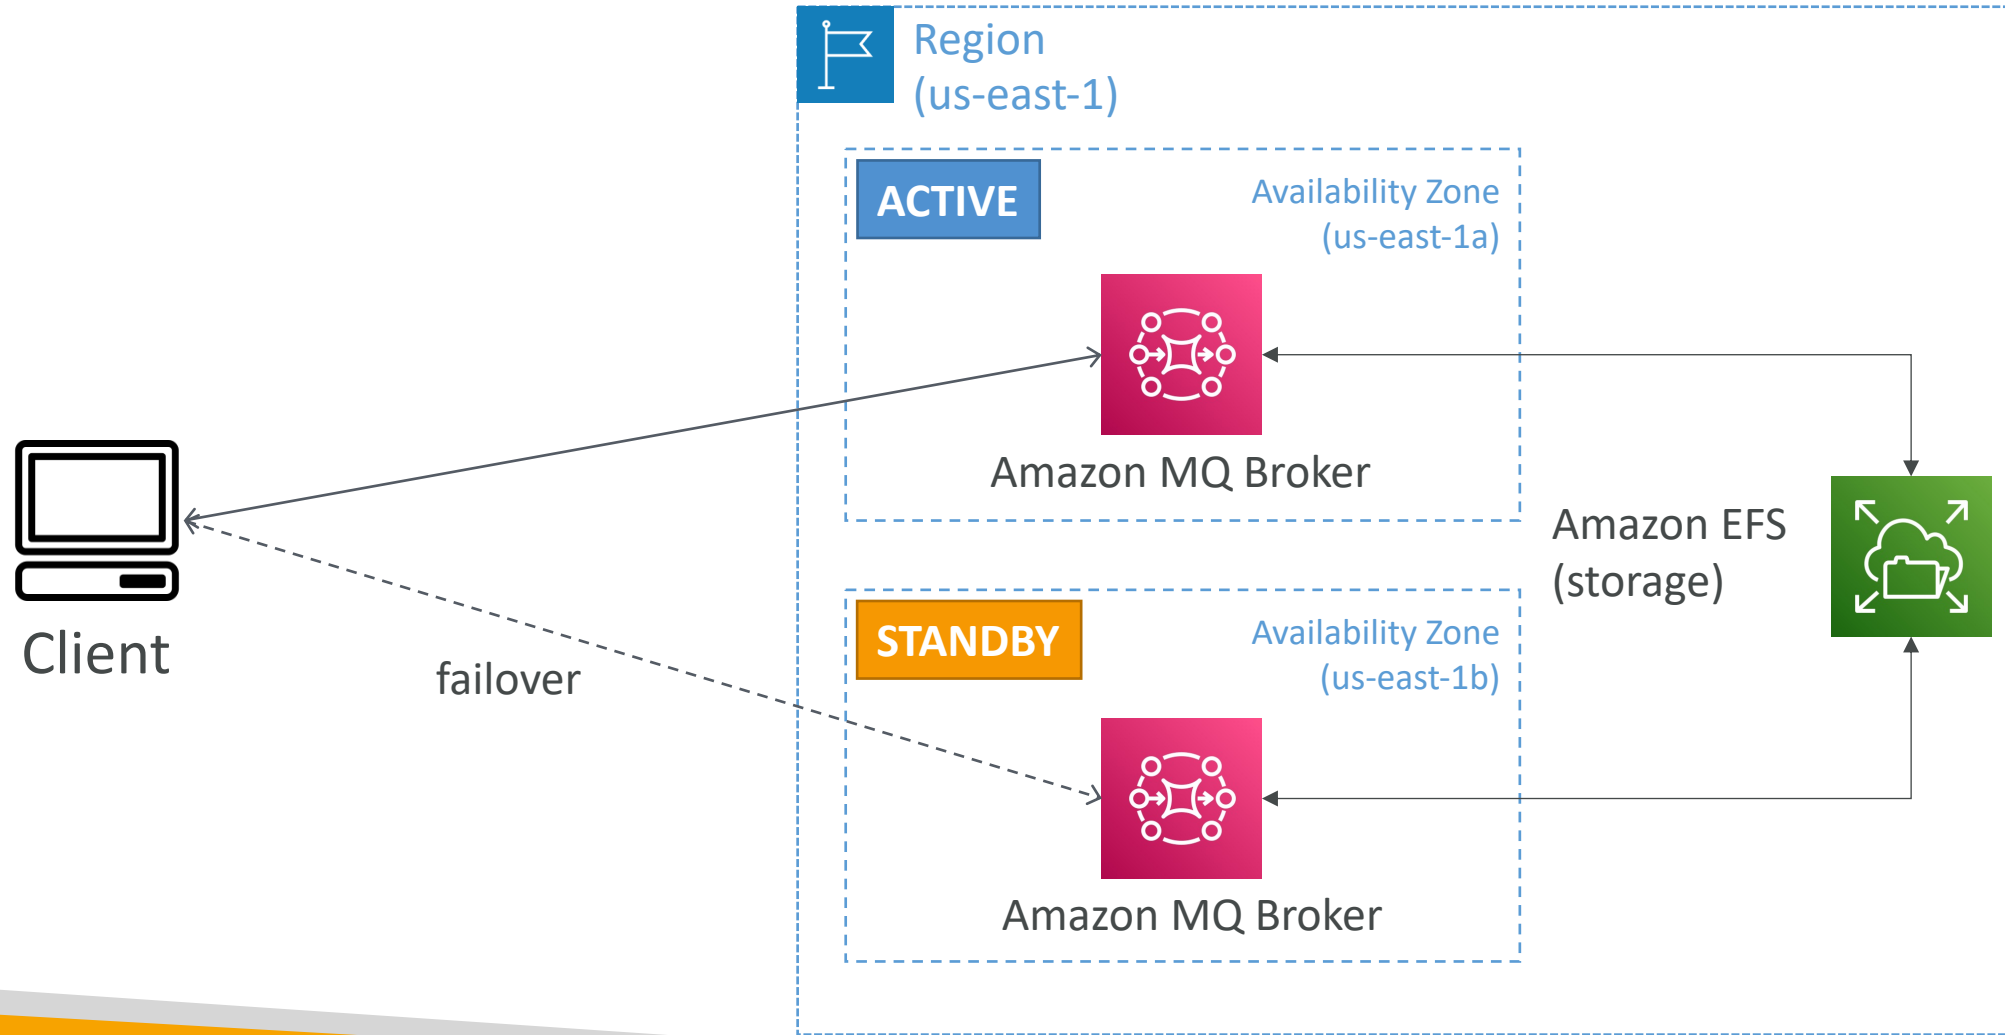 Region
(us-east-1)
ACTIVE
Availability Zone
(us-east-1a)
Amazon MQ Broker
Client
failover
Amazon EFS
(storage)
STANDBY
Availability Zone
(us-east-1b)
Amazon MQ Broker